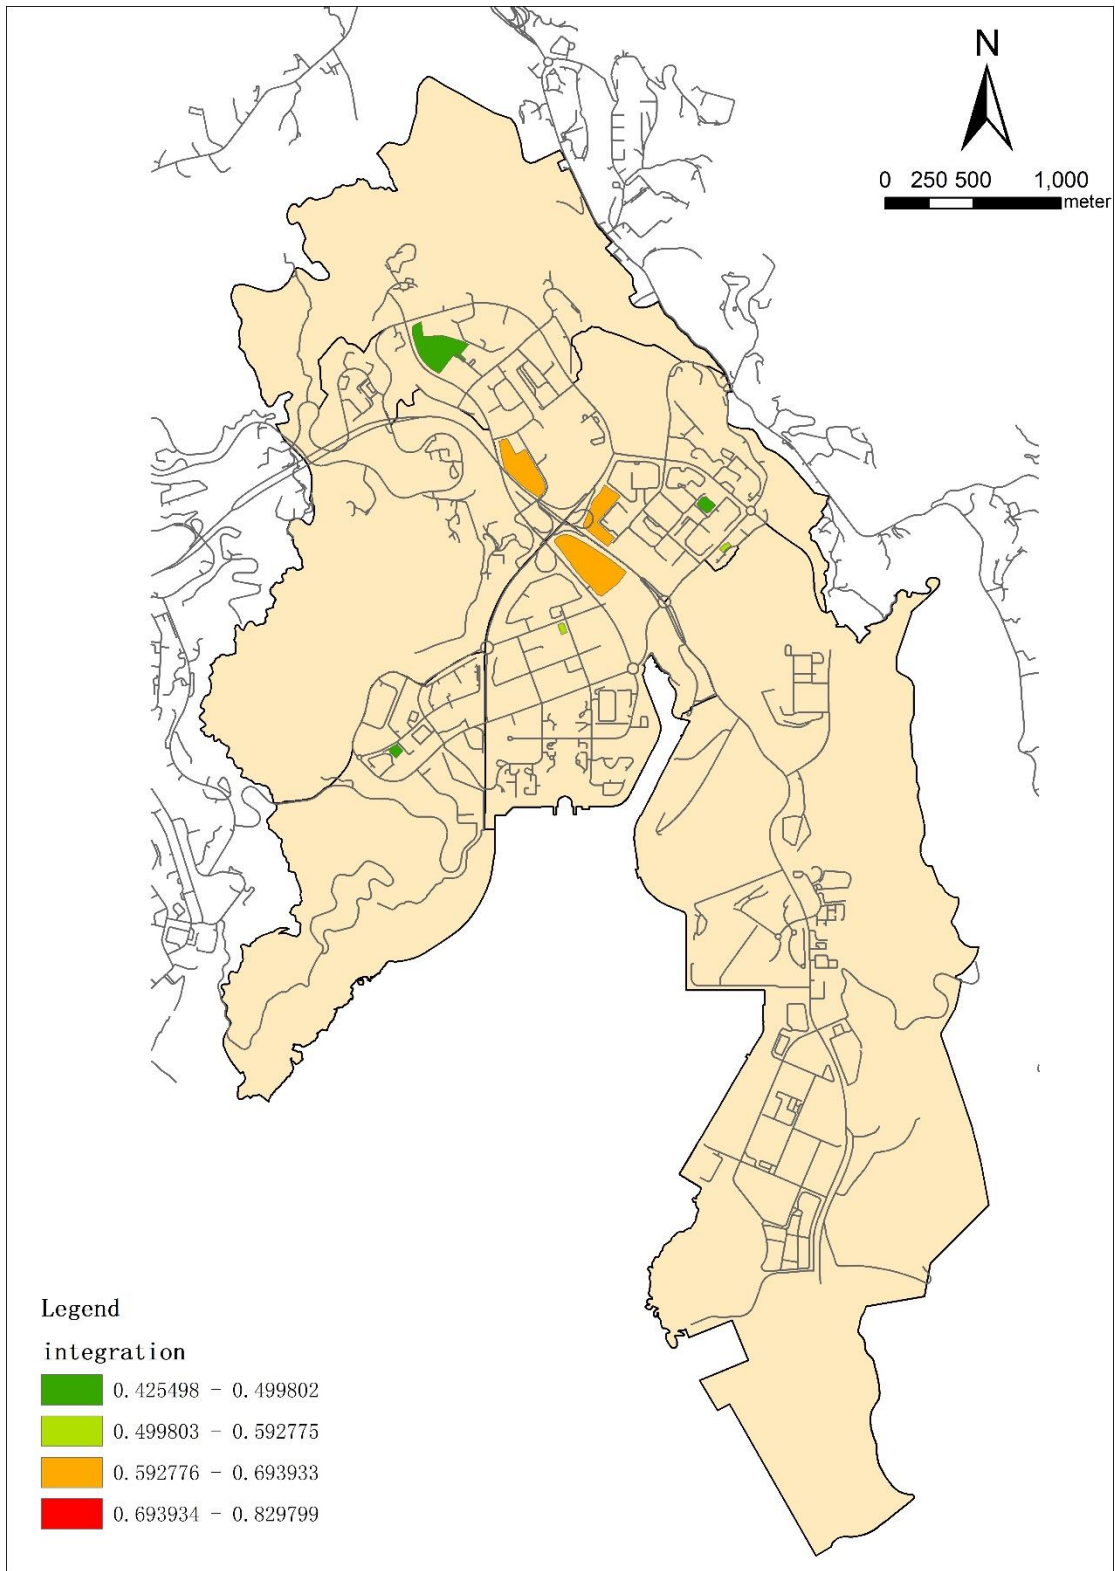 N
0 250 500 1,000
meter
Legend
integration
0.425498 - 0.499802
0.499803 - 0.592775
0.592776 - 0.693933
0.693934 - 0.829799